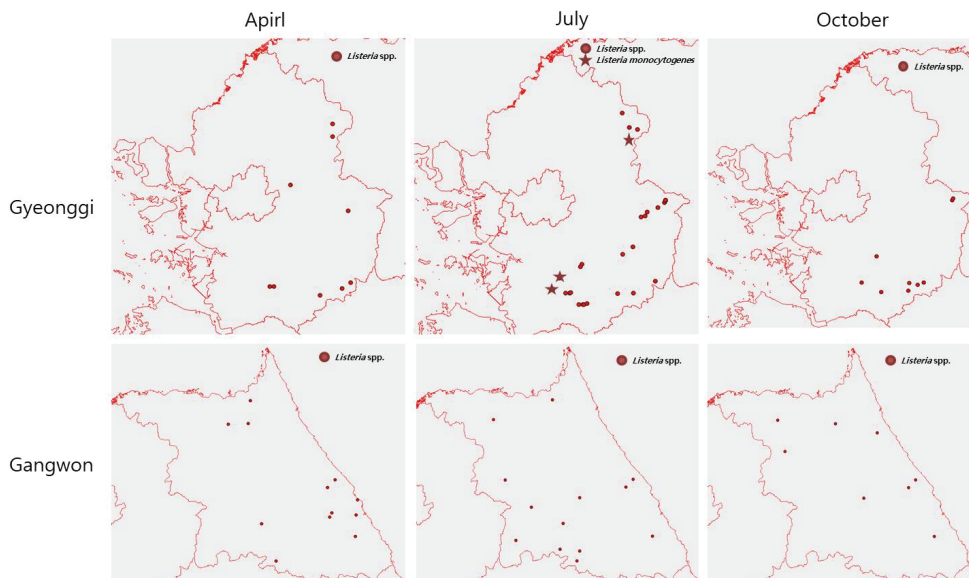 Apirl
July
October
Gyeonggi
Listeria spp.
Listeria spp.
Listeria monocytogenes
Listeria spp.
Gangwon
Listeria spp.
Listeria spp.
Listeria spp.